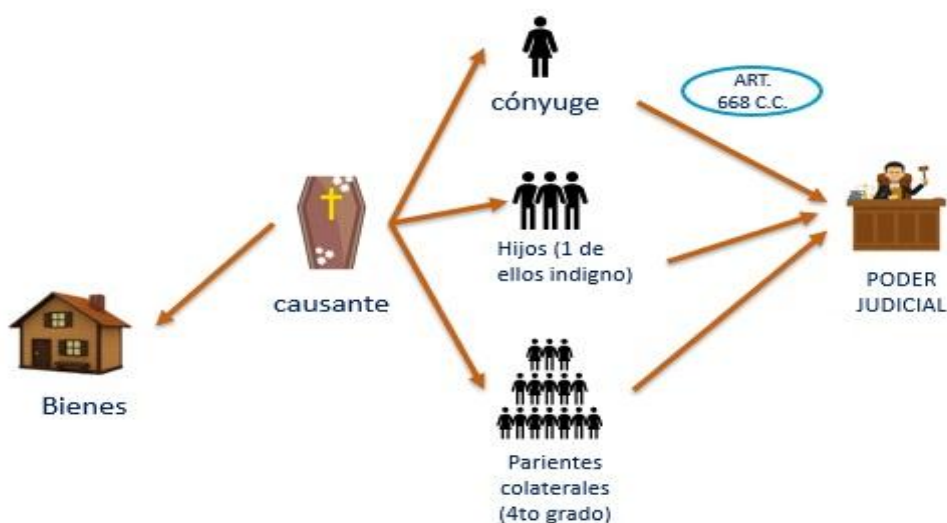 cónyuge
ART.
668 C.C.
Hijos (1 de
ellos indigno)
causante
PODER
JUDICIAL
Bienes
Parientes
colaterales
(4to grado)